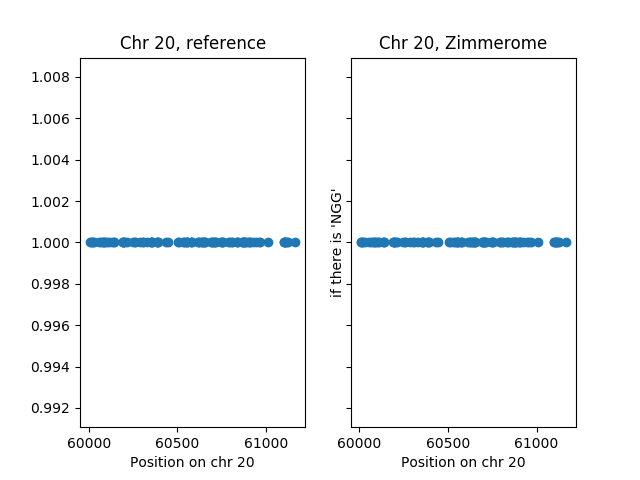 Chr 20, reference
1.008
1.006
1.004
1.002
1.000
0.998
0.996
0.994
0.992
60000 60500 61000
Position on chr 20
Chr 20, Zimmerome
if there is 'NGG'
60000 60500 61000
Position on chr 20